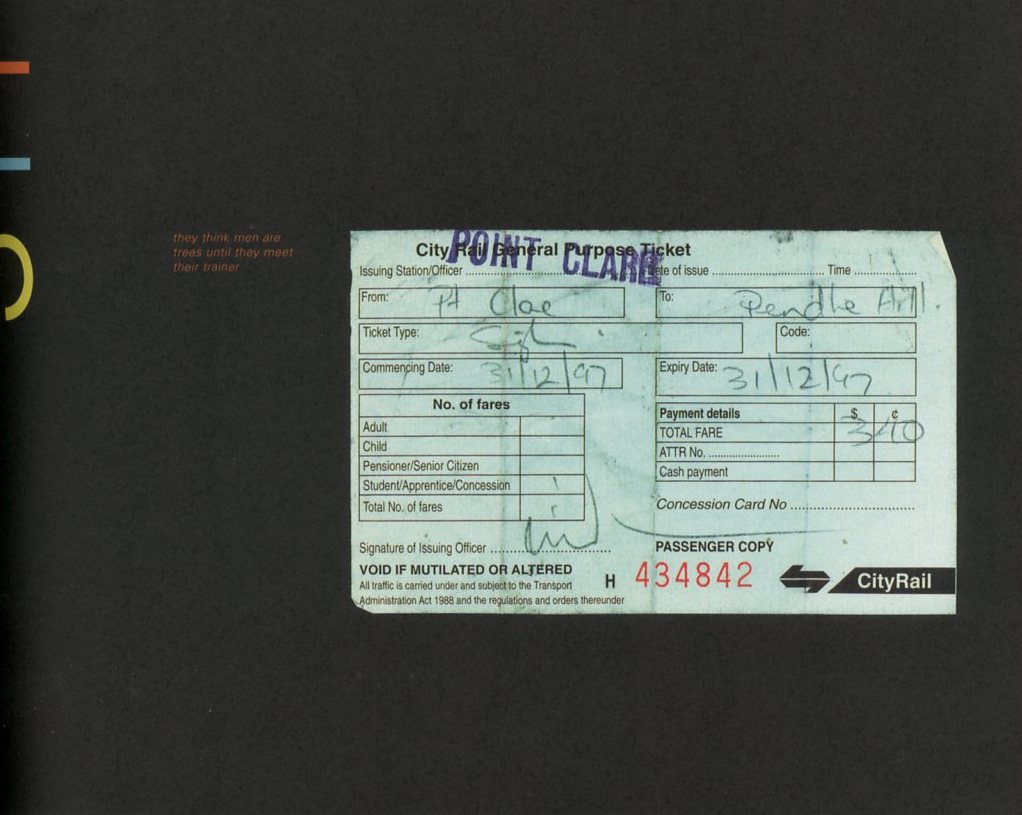 they think men are
trees until they meet
their trainer
City Rail General Purpose Ticket
POINT CLARE
Issuing Station/Officer Date of issue Time
From: Pt Clare To: Pendle Hill.
Ticket Type: Code:
Commencing Date: 31/12/97 Expiry Date: 31/12/97
No. of fares
Adult
Child
Pensioner/Senior Citizen
Student/Apprentice/Concession
Total No. of fares
Payment details $ ¢
TOTAL FARE 3/40
ATTR No.
Cash payment
Concession Card No
Signature of Issuing Officer
PASSENGER COPY
VOID IF MUTILATED OR ALTERED
All traffic is carried under and subject to the Transport
Administration Act 1988 and the regulations and orders thereunder
H 434842
CityRail